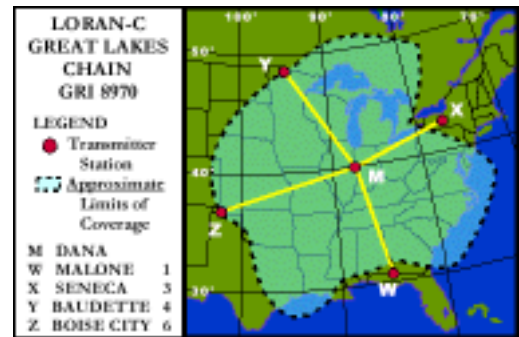 LORAN-C
GREAT LAKES
CHAIN
GRI 8970
LEGEND
Transmitter
Station
Approximate
Limits of
Coverage
M DANA
W MALONE 1
X SENECA 3
Y BAUDETTE 4
Z BOISE CITY 6
100° 90° 80° 75°
50°
Y
X
40°
M
Z
30°
W